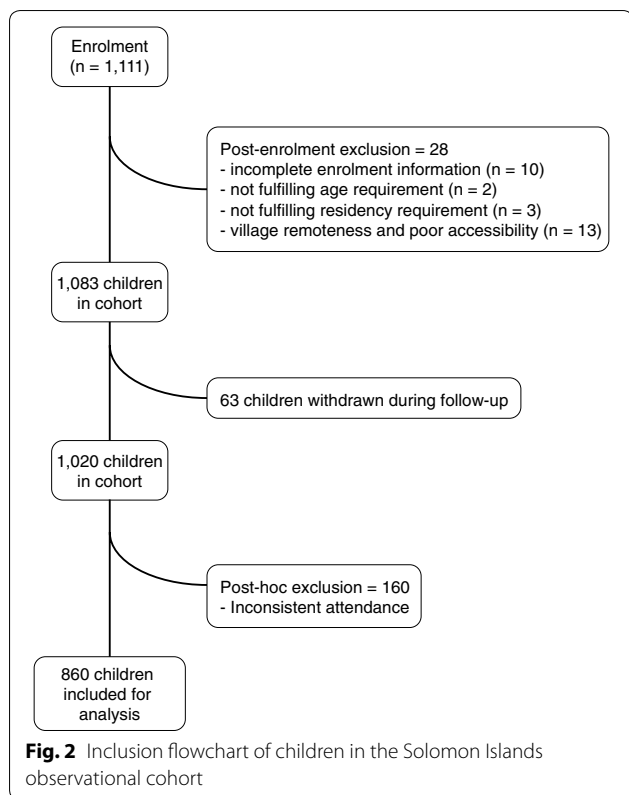 Enrolment
(n = 1,111)
Post-enrolment exclusion = 28
- incomplete enrolment information (n = 10)
- not fulfilling age requirement (n = 2)
- not fulfilling residency requirement (n = 3)
- village remoteness and poor accessibility (n = 13)
1,083 children
in cohort
63 children withdrawn during follow-up
1,020 children
in cohort
Post-hoc exclusion = 160
- Inconsistent attendance
860 children
included for
analysis
Fig. 2 Inclusion flowchart of children in the Solomon Islands
observational cohort